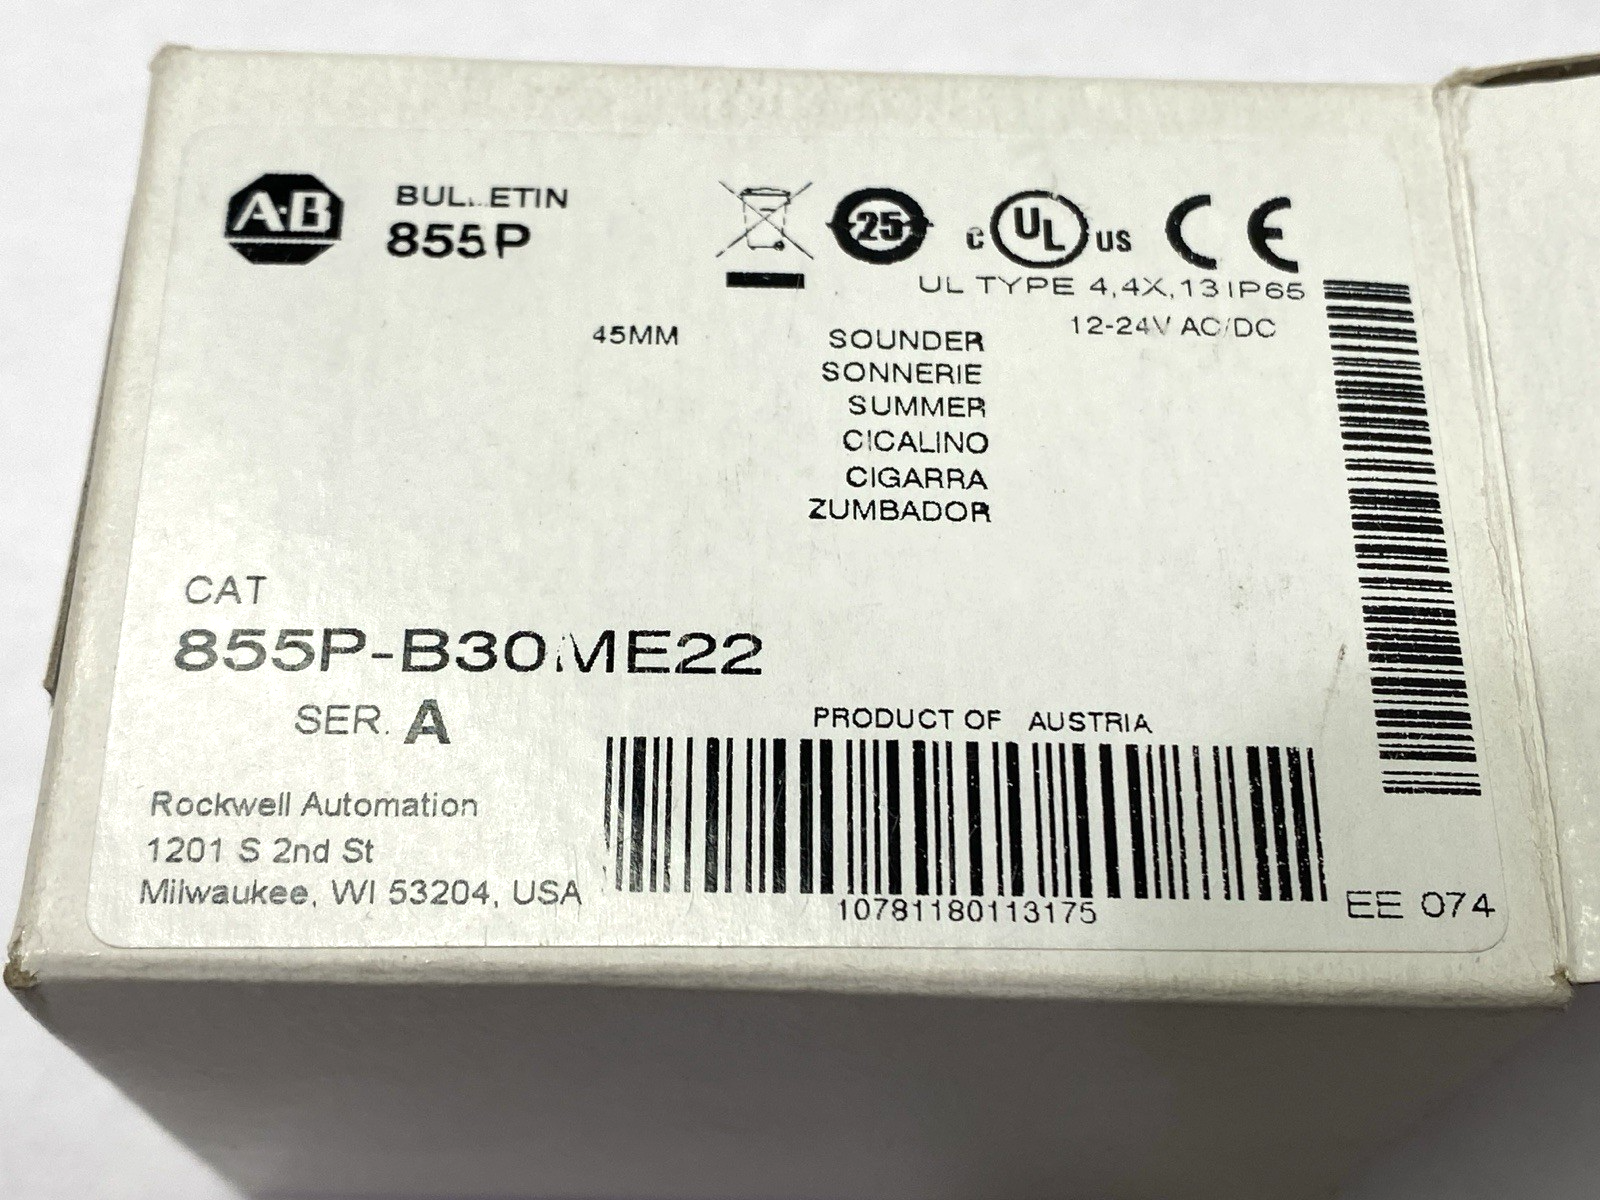 A-B
BULLETIN
855P
25
c UL US
CE
UL TYPE 4,4X,13 IP65
12-24V AC/DC
45MM
SOUNDER
SONNERIE
SUMMER
CICALINO
CIGARRA
ZUMBADOR
CAT
855P-B30ME22
SER. A
PRODUCT OF AUSTRIA
Rockwell Automation
1201 S 2nd St
Milwaukee, WI 53204, USA
10781180113175
EE 074